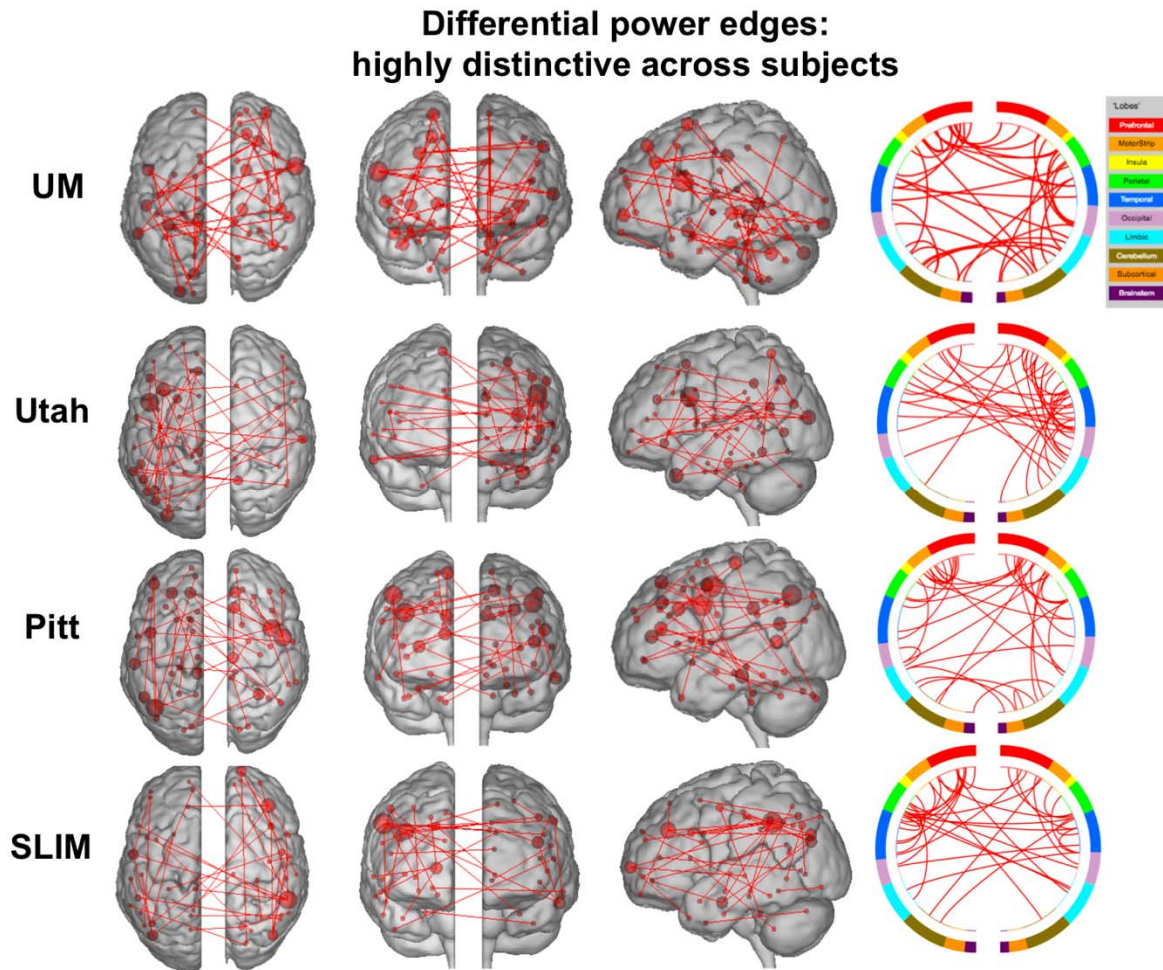 Differential power edges:
highly distinctive across subjects
UM
'Lobes'
Prefrontal
MotorStrip
Insula
Parietal
Temporal
Occipital
Limbic
Cerebellum
Subcortical
Brainstem
Utah
Pitt
SLIM